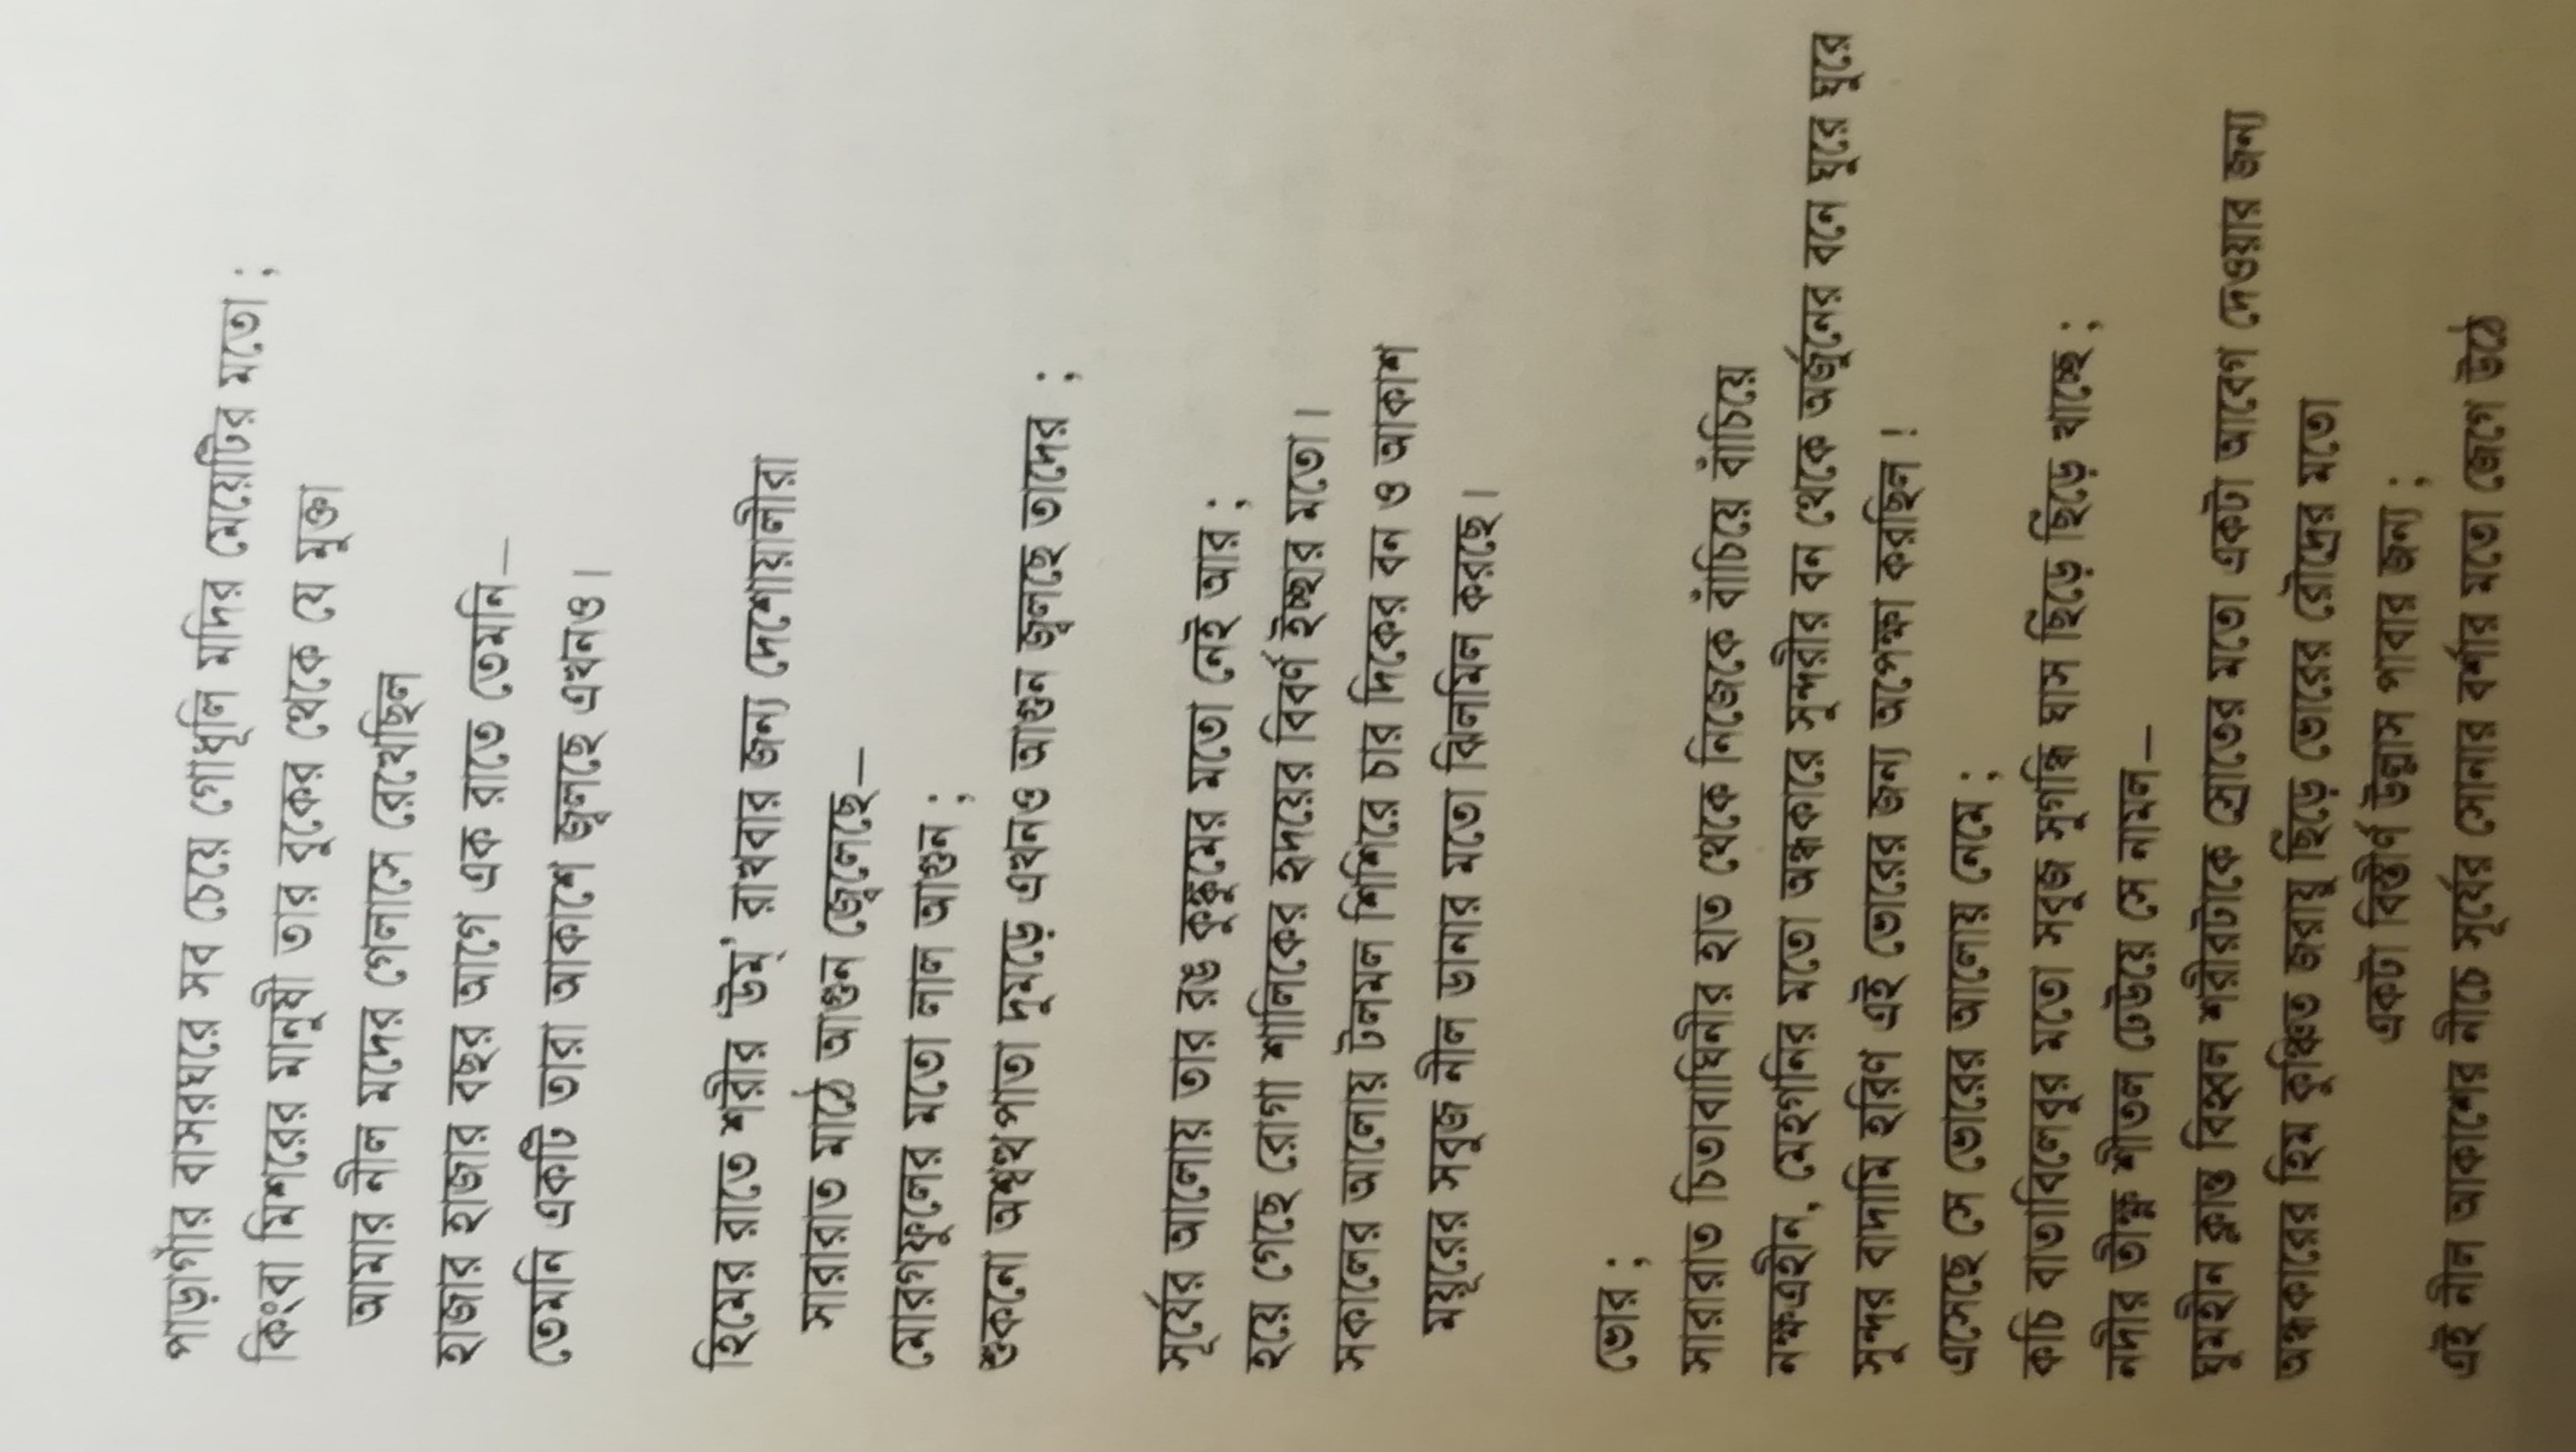 পাড়াগাঁর বাসরঘরে সব চেয়ে গোধূলি মদির মেয়েটির মতো ;
কিংবা মিশরের মানুষী তার বুকের থেকে যে মুক্তা
আমার নীল মদের গেলাসে রেখেছিল
হাজার হাজার বছর আগে এক রাতে তেমনি—
তেমনি একটি তারা আকাশে জ্বলছে এখনও।
হিমের রাতে শরীর ‘উম্’ রাখবার জন্য দেশোয়ালীরা
সারারাত মাঠে আগুন জ্বেলেছে—
মোরগফুলের মতো লাল আগুন ;
শুকনো অশ্বত্থপাতা দুমড়ে এখনও আগুন জ্বলছে তাদের ;
সূর্যের আলোয় তার রঙ কুঙ্কুমের মতো নেই আর ;
হয়ে গেছে রোগা শালিকের হৃদয়ের বিবর্ণ ইচ্ছার মতো।
সকালের আলোয় টলমল শিশিরে চার দিকের বন ও আকাশ
ময়ূরের সবুজ নীল ডানার মতো ঝিলমিল করছে।
ভোর ;
সারারাত চিতাবাঘিনীর হাত থেকে নিজেকে বাঁচিয়ে বাঁচিয়ে
নক্ষত্রহীন, মেহগনির মতো অন্ধকারে সুন্দরীর বন থেকে অর্জুনের বনে ঘুরে ঘুরে
সুন্দর বাদামি হরিণ এই ভোরের জন্য অপেক্ষা করছিল !
এসেছে সে ভোরের আলোয় নেমে ;
কচি বাতাবিলেবুর মতো সবুজ সুগন্ধি ঘাস ছিঁড়ে ছিঁড়ে খাচ্ছে ;
নদীর তীক্ষ্ণ শীতল ঢেউয়ে সে নামল—
ঘুমহীন ক্লান্ত বিহ্বল শরীরটাকে স্রোতের মতো একটা আবেগ দেওয়ার জন্য
অন্ধকারের হিম কুঞ্চিত জরায়ু ছিঁড়ে ভোরের রৌদ্রের মতো
একটা বিস্তীর্ণ উল্লাস পাবার জন্য ;
এই নীল আকাশের নীচে সূর্যের সোনার বর্শার মতো জেগে উঠে